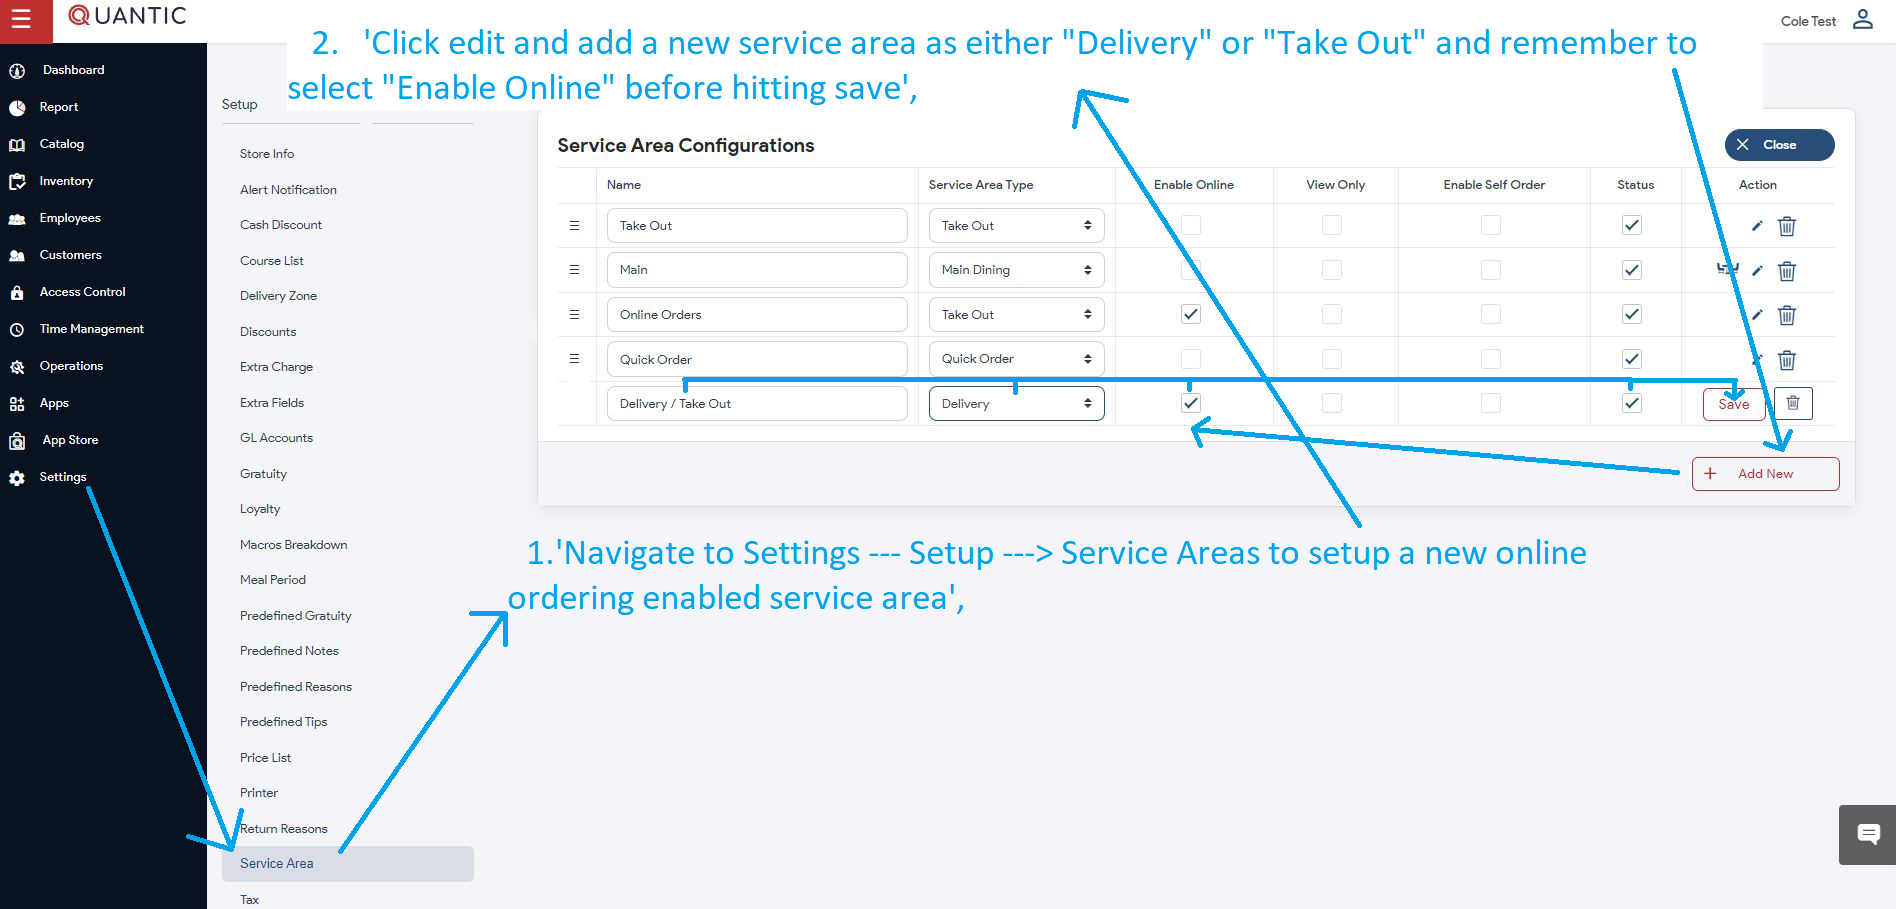 QUANTIC
Cole Test
2. 'Click edit and add a new service area as either "Delivery" or "Take Out" and remember to
select "Enable Online" before hitting save',
Dashboard
Report
Catalog
Inventory
Employees
Customers
Access Control
Time Management
Operations
Apps
App Store
Settings
Setup
Store Info
Alert Notification
Cash Discount
Course List
Delivery Zone
Discounts
Extra Charge
Extra Fields
GL Accounts
Gratuity
Loyalty
Macros Breakdown
Meal Period
Predefined Gratuity
Predefined Notes
Predefined Reasons
Predefined Tips
Price List
Printer
Return Reasons
Service Area
Tax
Service Area Configurations
Close
Name Service Area Type Enable Online View Only Enable Self Order Status Action
Take Out Take Out
Main Main Dining
Online Orders Take Out
Quick Order Quick Order
Delivery / Take Out Delivery Save
+ Add New
1.'Navigate to Settings --- Setup ---> Service Areas to setup a new online
ordering enabled service area',